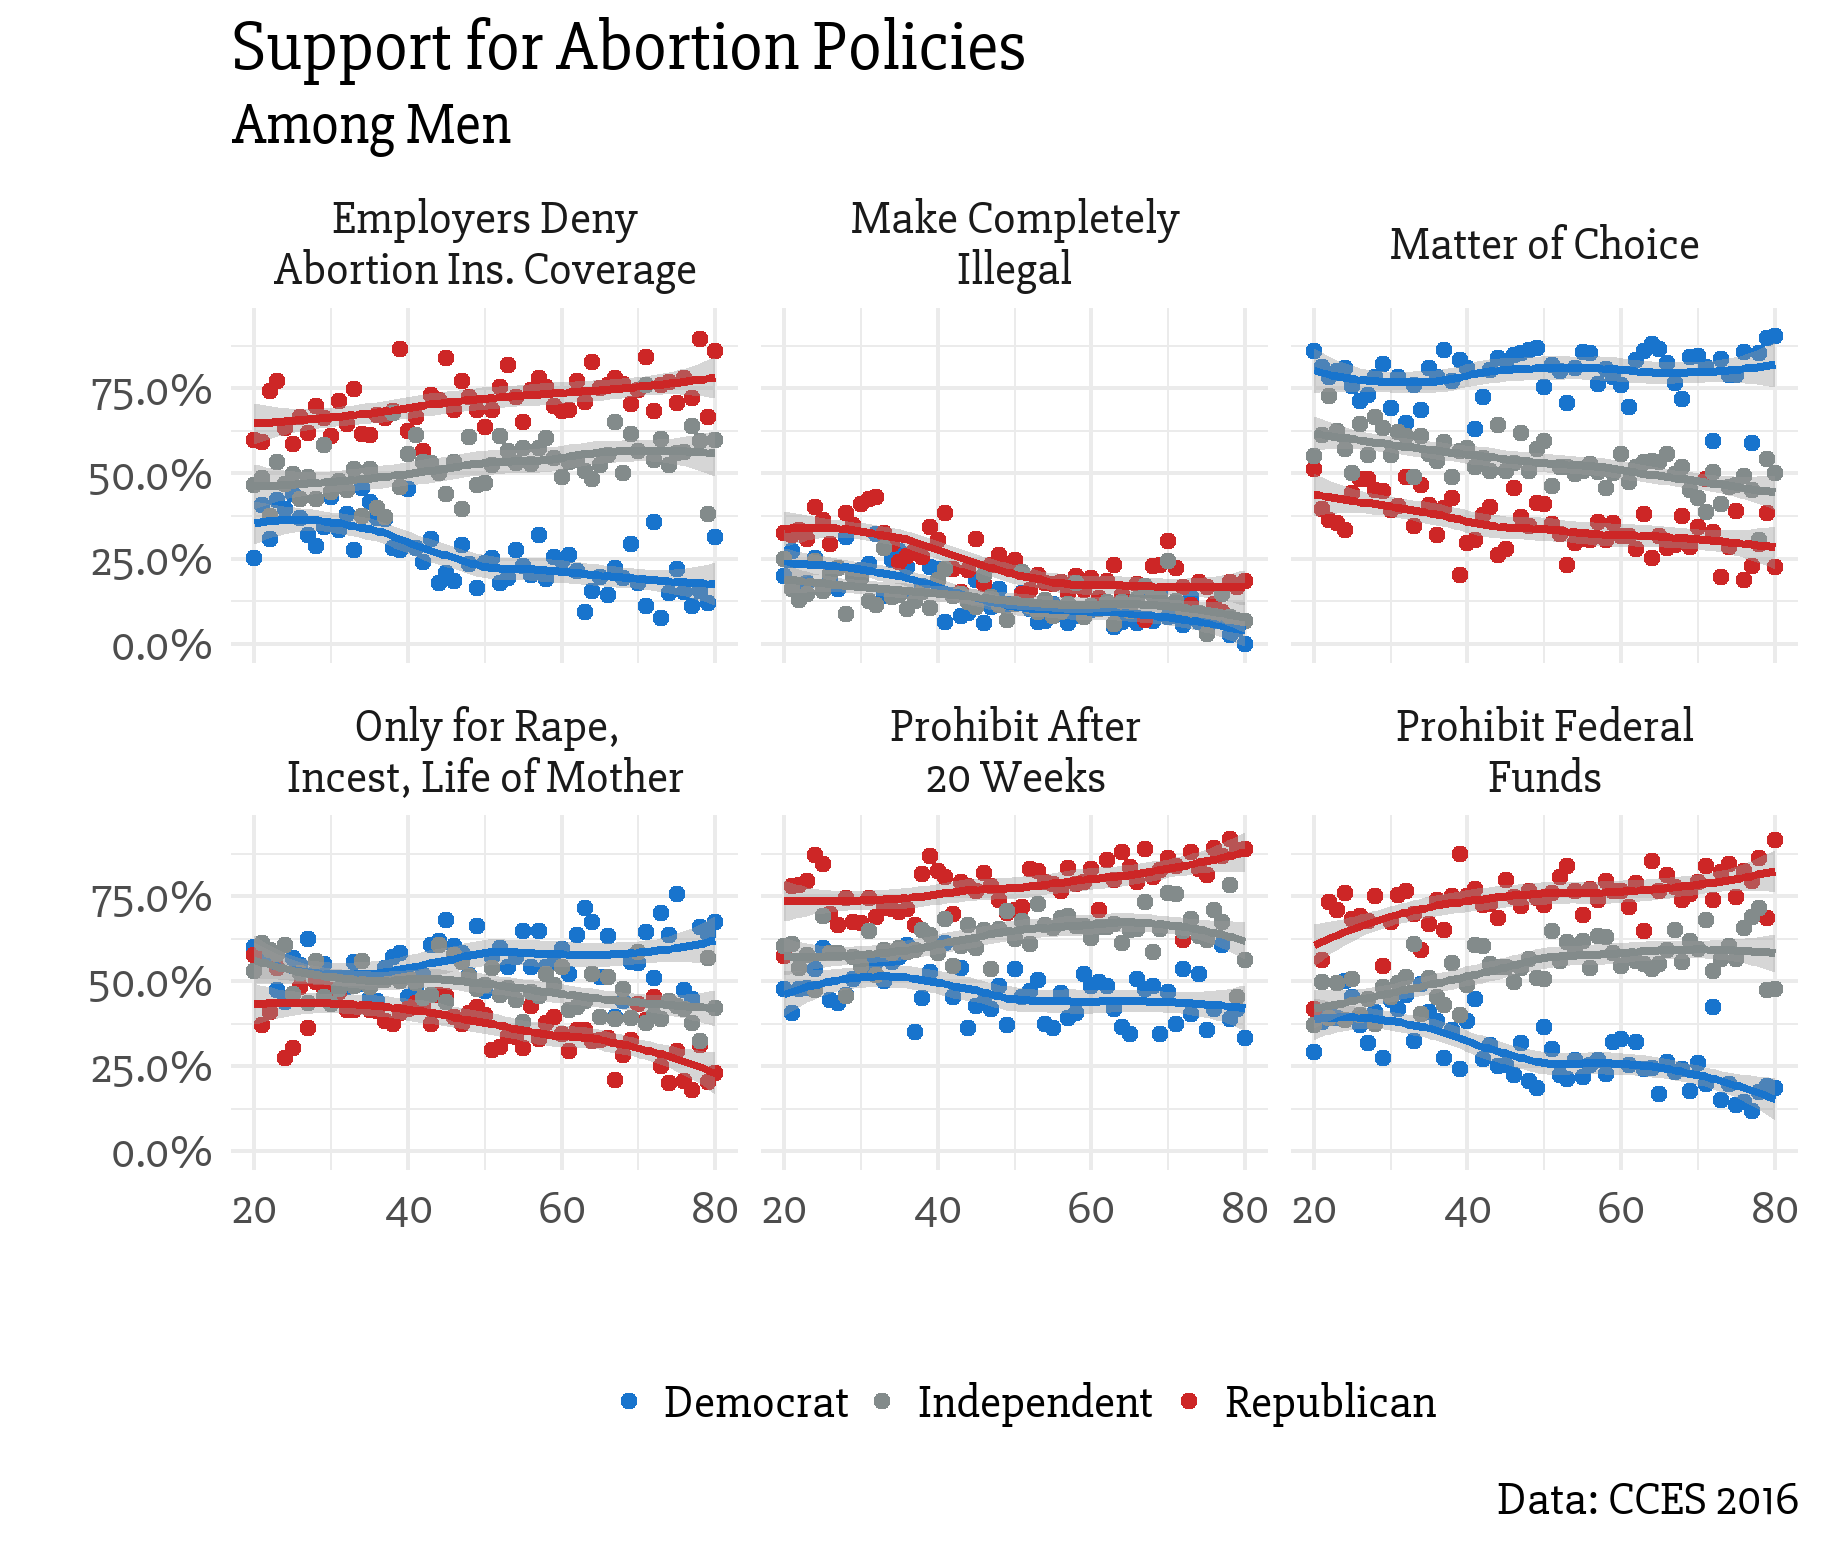 Support for Abortion Policies
Among Men
Employers Deny
Abortion Ins. Coverage
Make Completely
Illegal
Matter of Choice
75.0%
50.0%
25.0%
0.0%
Only for Rape,
Incest, Life of Mother
Prohibit After
20 Weeks
Prohibit Federal
Funds
75.0%
50.0%
25.0%
0.0%
20 40 60 80 20 40 60 80 20 40 60 80
Democrat Independent Republican
Data: CCES 2016